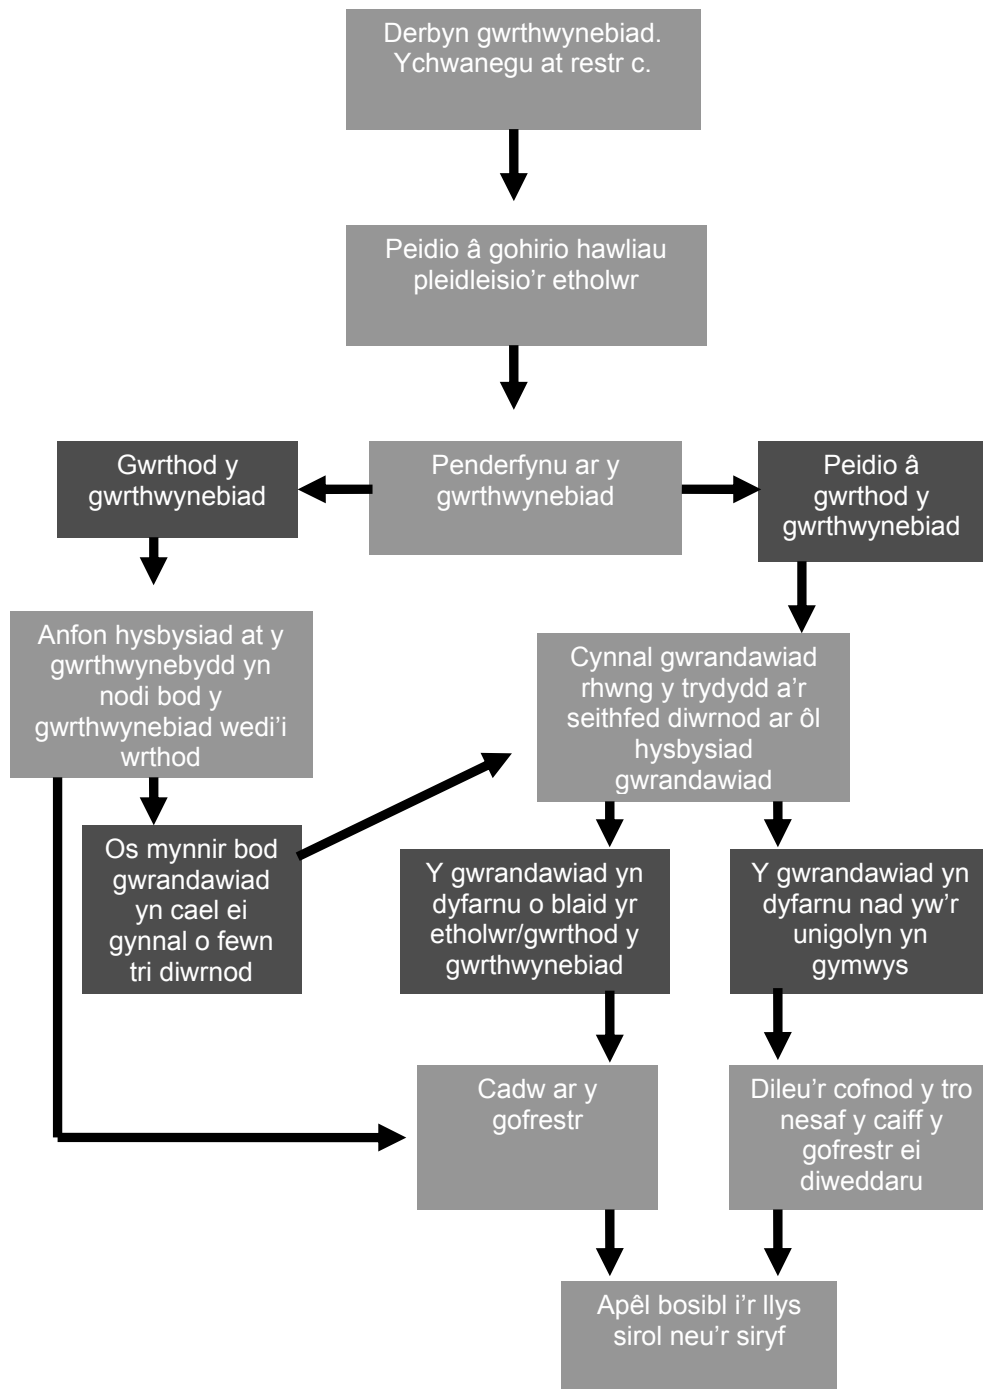 Derbyn gwrthwynebiad.
Ychwanegu at restr c.
Peidio â gohirio hawliau
pleidleisio’r etholwr
Gwrthod y
gwrthwynebiad
Penderfynu ar y
gwrthwynebiad
Peidio â
gwrthod y
gwrthwynebiad
Anfon hysbysiad at y
gwrthwynebydd yn
nodi bod y
gwrthwynebiad wedi’i
wrthod
Cynnal gwrandawiad
rhwng y trydydd a’r
seithfed diwrnod ar ôl
hysbysiad
gwrandawiad
Os mynnir bod
gwrandawiad
yn cael ei
gynnal o fewn
tri diwrnod
Y gwrandawiad yn
dyfarnu o blaid yr
etholwr/gwrthod y
gwrthwynebiad
Y gwrandawiad yn
dyfarnu nad yw’r
unigolyn yn
gymwys
Cadw ar y
gofrestr
Dileu’r cofnod y tro
nesaf y caiff y
gofrestr ei
diweddaru
Apêl bosibl i’r llys
sirol neu’r siryf